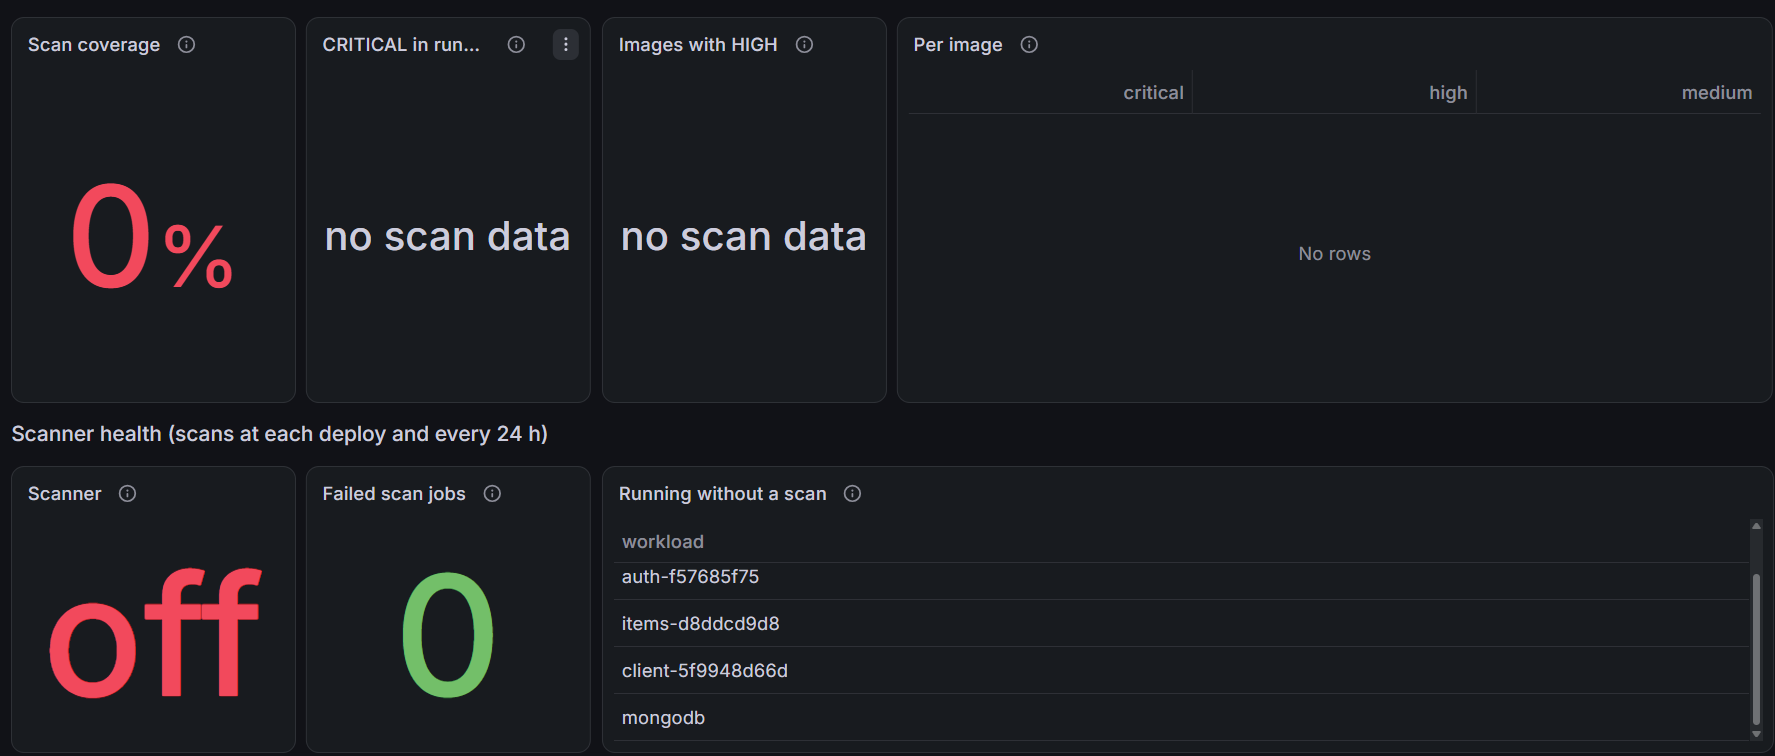 Scan coverage
CRITICAL in run...
Images with HIGH
Per image
critical high medium
0%
no scan data
no scan data
No rows
Scanner health (scans at each deploy and every 24 h)
Scanner
Failed scan jobs
Running without a scan
off
0
workload
auth-f57685f75
items-d8ddcd9d8
client-5f9948d66d
mongodb